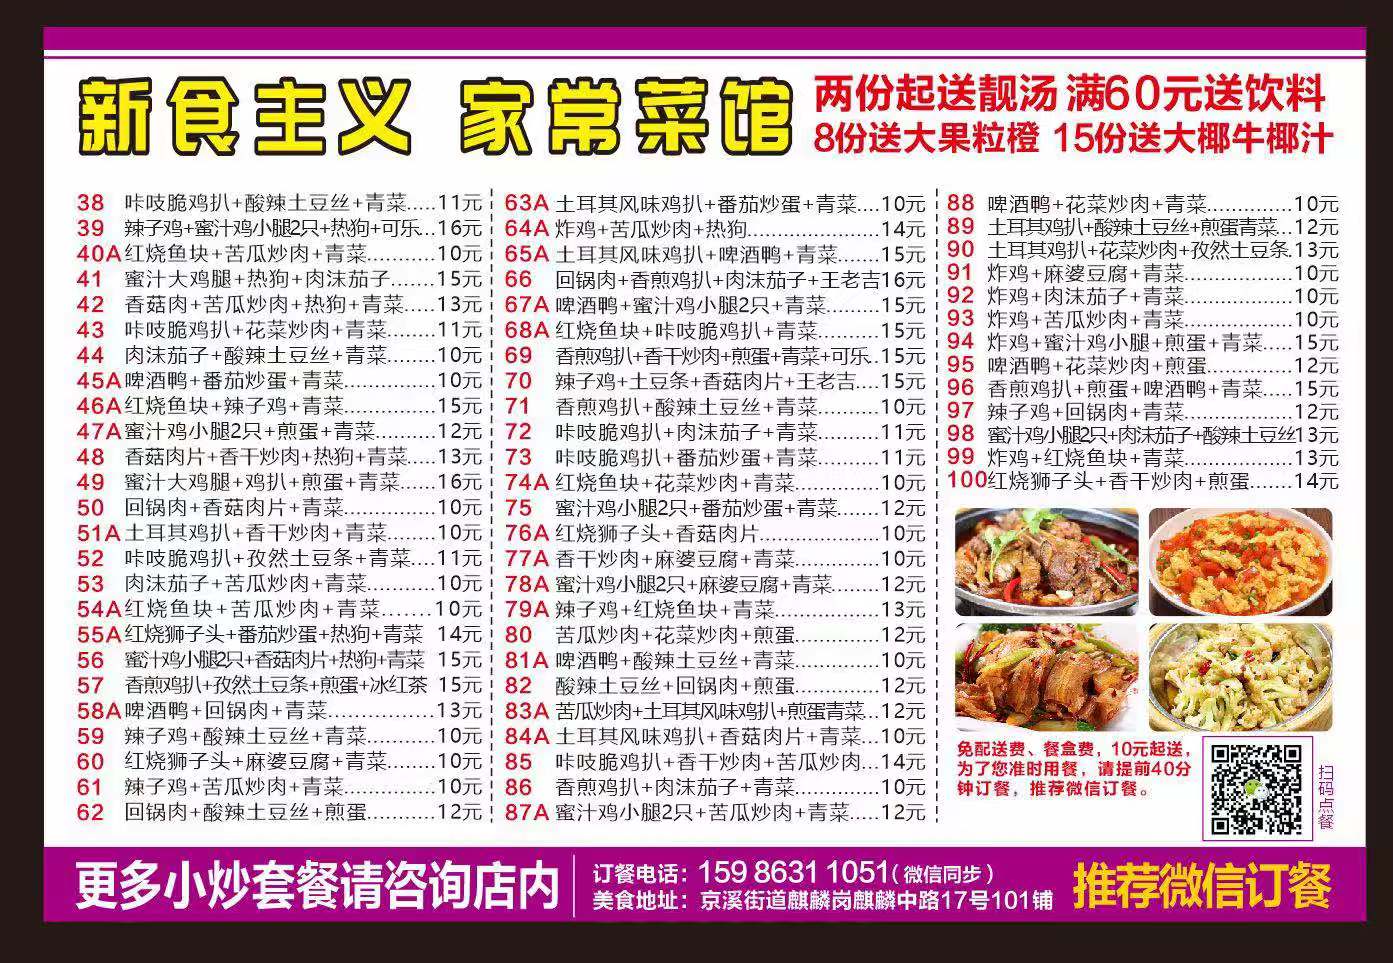 新食主义 家常菜馆
两份起送靓汤 满60元送饮料
8份送大果粒橙 15份送大椰牛椰汁
38 咔吱脆鸡扒+酸辣土豆丝+青菜.....11元
39 辣子鸡+蜜汁鸡小腿2只+热狗+可乐...16元
40A红烧鱼块+苦瓜炒肉+青菜...........10元
41 蜜汁大鸡腿+热狗+肉沫茄子.......15元
42 香菇肉+苦瓜炒肉+热狗+青菜.....13元
43 咔吱脆鸡扒+花菜炒肉+青菜........11元
44 肉沫茄子+酸辣土豆丝+青菜........10元
45A啤酒鸭+番茄炒蛋+青菜...............10元
46A红烧鱼块+辣子鸡+青菜...............15元
47A蜜汁鸡小腿2只+煎蛋+青菜..........12元
48 香菇肉片+香干炒肉+热狗+青菜.....13元
49 蜜汁大鸡腿+鸡扒+煎蛋+青菜......16元
50 回锅肉+香菇肉片+青菜...............10元
51A土耳其鸡扒+香干炒肉+青菜........10元
52 咔吱脆鸡扒+孜然土豆条+青菜....11元
53 肉沫茄子+苦瓜炒肉+青菜...........10元
54A红烧鱼块+苦瓜炒肉+青菜.......10元
55A红烧狮子头+番茄炒蛋+热狗+青菜 14元
56 蜜汁鸡小腿2只+香菇肉片+热狗+青菜 15元
57 香煎鸡扒+孜然土豆条+煎蛋+冰红茶 15元
58A啤酒鸭+回锅肉+青菜................13元
59 辣子鸡+酸辣土豆丝+青菜...........10元
60 红烧狮子头+麻婆豆腐+青菜........10元
61 辣子鸡+苦瓜炒肉+青菜...............10元
62 回锅肉+酸辣土豆丝+煎蛋...........12元
63A 土耳其风味鸡扒+番茄炒蛋+青菜....10元
64A 炸鸡+苦瓜炒肉+热狗...................14元
65A 土耳其风味鸡扒+啤酒鸭+青菜.......15元
66 回锅肉+香煎鸡扒+肉沫茄子+王老吉16元
67A 啤酒鸭+蜜汁鸡小腿2只+青菜.........15元
68A 红烧鱼块+咔吱脆鸡扒+青菜..........15元
69 香煎鸡扒+香干炒肉+煎蛋+青菜+可乐..15元
70 辣子鸡+土豆条+香菇肉片+王老吉....15元
71 香煎鸡扒+酸辣土豆丝+青菜..........10元
72 咔吱脆鸡扒+肉沫茄子+青菜..........11元
73 咔吱脆鸡扒+番茄炒蛋+青菜..........11元
74A 红烧鱼块+花菜炒肉+青菜.............10元
75 蜜汁鸡小腿2只+番茄炒蛋+青菜.......12元
76A 红烧狮子头+香菇肉片...................10元
77A 香干炒肉+麻婆豆腐+青菜.............10元
78A 蜜汁鸡小腿2只+麻婆豆腐+青菜.......12元
79A 辣子鸡+红烧鱼块+青菜................13元
80 苦瓜炒肉+花菜炒肉+煎蛋.............12元
81A 啤酒鸭+酸辣土豆丝+青菜.............10元
82 酸辣土豆丝+回锅肉+煎蛋.............12元
83A 苦瓜炒肉+土耳其风味鸡扒+煎蛋青菜...12元
84A 土耳其风味鸡扒+香菇肉片+青菜...10元
85 咔吱脆鸡扒+香干炒肉+苦瓜炒肉...14元
86 香煎鸡扒+肉沫茄子+青菜.............10元
87A 蜜汁鸡小腿2只+苦瓜炒肉+青菜.....12元
88 啤酒鸭+花菜炒肉+青菜..............10元
89 土耳其鸡扒+酸辣土豆丝+煎蛋青菜...12元
90 土耳其鸡扒+花菜炒肉+孜然土豆条.13元
91 炸鸡+麻婆豆腐+青菜..................10元
92 炸鸡+肉沫茄子+青菜..................10元
93 炸鸡+苦瓜炒肉+青菜..................10元
94 炸鸡+蜜汁鸡小腿+煎蛋+青菜.......15元
95 啤酒鸭+花菜炒肉+煎蛋..............12元
96 香煎鸡扒+煎蛋+啤酒鸭+青菜.......15元
97 辣子鸡+回锅肉+青菜..................12元
98 蜜汁鸡小腿2只+肉沫茄子+酸辣土豆丝13元
99 炸鸡+红烧鱼块+青菜..................13元
100红烧狮子头+香干炒肉+煎蛋.......14元
免配送费、餐盒费，10元起送，
为了您准时用餐，请提前40分
钟订餐，推荐微信订餐。
扫码点餐
更多小炒套餐请咨询店内
订餐电话：159 8631 1051(微信同步)
美食地址：京溪街道麒麟岗麒麟中路17号101铺
推荐微信订餐